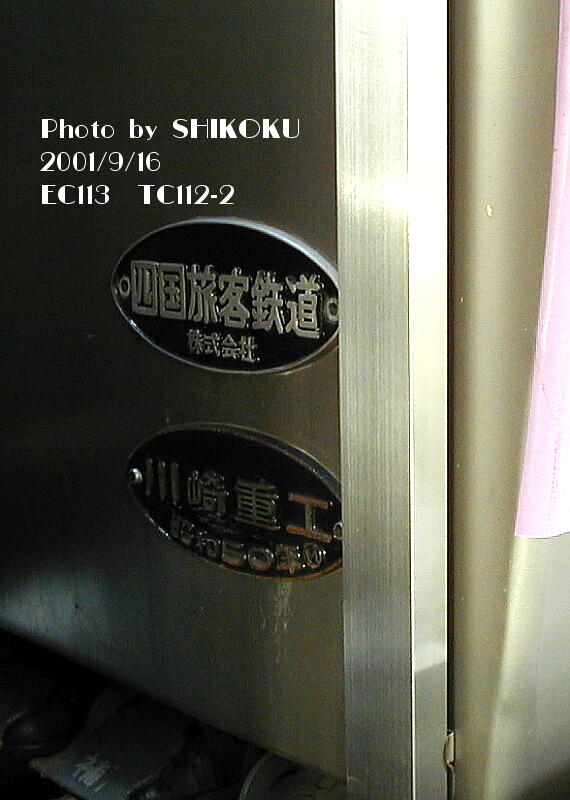 Photo by SHIKOKU
2001/9/16
EC113 TC112-2
四国旅客鉄道
株式会社
川崎重工
昭和50年